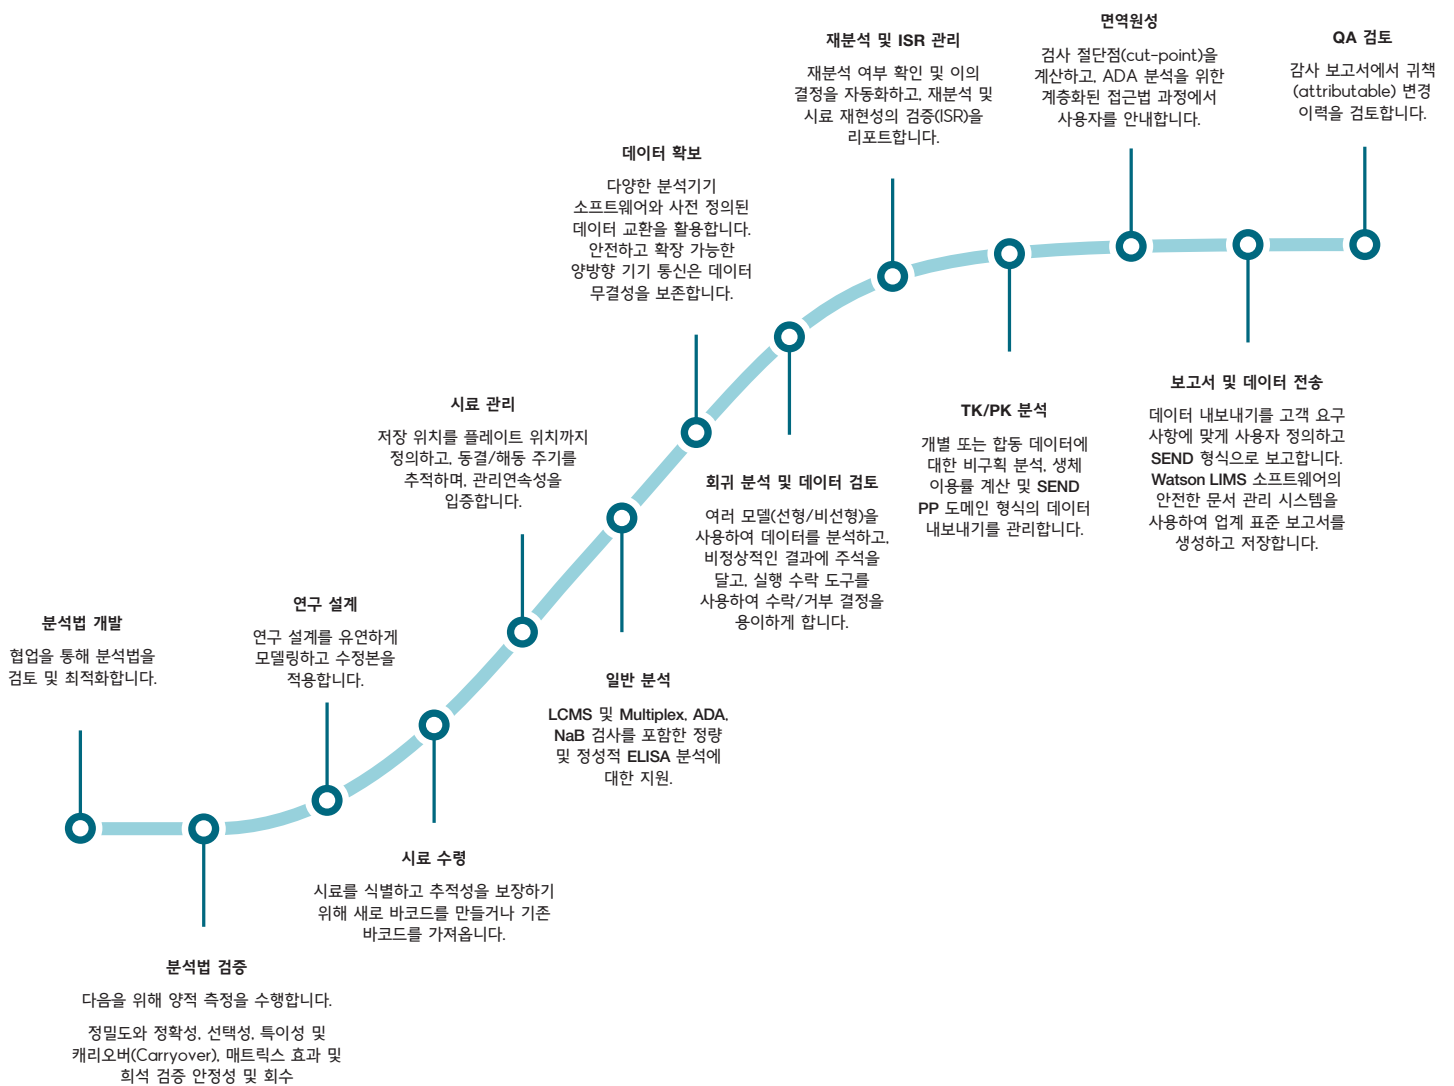 분석법 개발
협업을 통해 분석법을
검토 및 최적화합니다.
분석법 검증
다음을 위해 양적 측정을 수행합니다.
정밀도와 정확성, 선택성, 특이성 및
캐리오버(Carryover), 매트릭스 효과 및
희석 검증 안정성 및 회수
연구 설계
연구 설계를 유연하게
모델링하고 수정본을
적용합니다.
시료 수령
시료를 식별하고 추적성을 보장하기
위해 새로 바코드를 만들거나 기존
바코드를 가져옵니다.
시료 관리
저장 위치를 플레이트 위치까지
정의하고, 동결/해동 주기를
추적하며, 관리연속성을
입증합니다.
일반 분석
LCMS 및 Multiplex, ADA,
NaB 검사를 포함한 정량
및 정성적 ELISA 분석에
대한 지원.
데이터 확보
다양한 분석기기
소프트웨어와 사전 정의된
데이터 교환을 활용합니다.
안전하고 확장 가능한
양방향 기기 통신은 데이터
무결성을 보존합니다.
회귀 분석 및 데이터 검토
여러 모델(선형/비선형)을
사용하여 데이터를 분석하고,
비정상적인 결과에 주석을
달고, 실행 수락 도구를
사용하여 수락/거부 결정을
용이하게 합니다.
재분석 및 ISR 관리
재분석 여부 확인 및 이의
결정을 자동화하고, 재분석 및
시료 재현성의 검증(ISR)을
리포트합니다.
TK/PK 분석
개별 또는 합동 데이터에
대한 비구획 분석, 생체
이용률 계산 및 SEND
PP 도메인 형식의 데이터
내보내기를 관리합니다.
면역원성
검사 절단점(cut-point)을
계산하고, ADA 분석을 위한
계층화된 접근법 과정에서
사용자를 안내합니다.
보고서 및 데이터 전송
데이터 내보내기를 고객 요구
사항에 맞게 사용자 정의하고
SEND 형식으로 보고합니다.
Watson LIMS 소프트웨어의
안전한 문서 관리 시스템을
사용하여 업계 표준 보고서를
생성하고 저장합니다.
QA 검토
감사 보고서에서 귀책
(attributable) 변경
이력을 검토합니다.